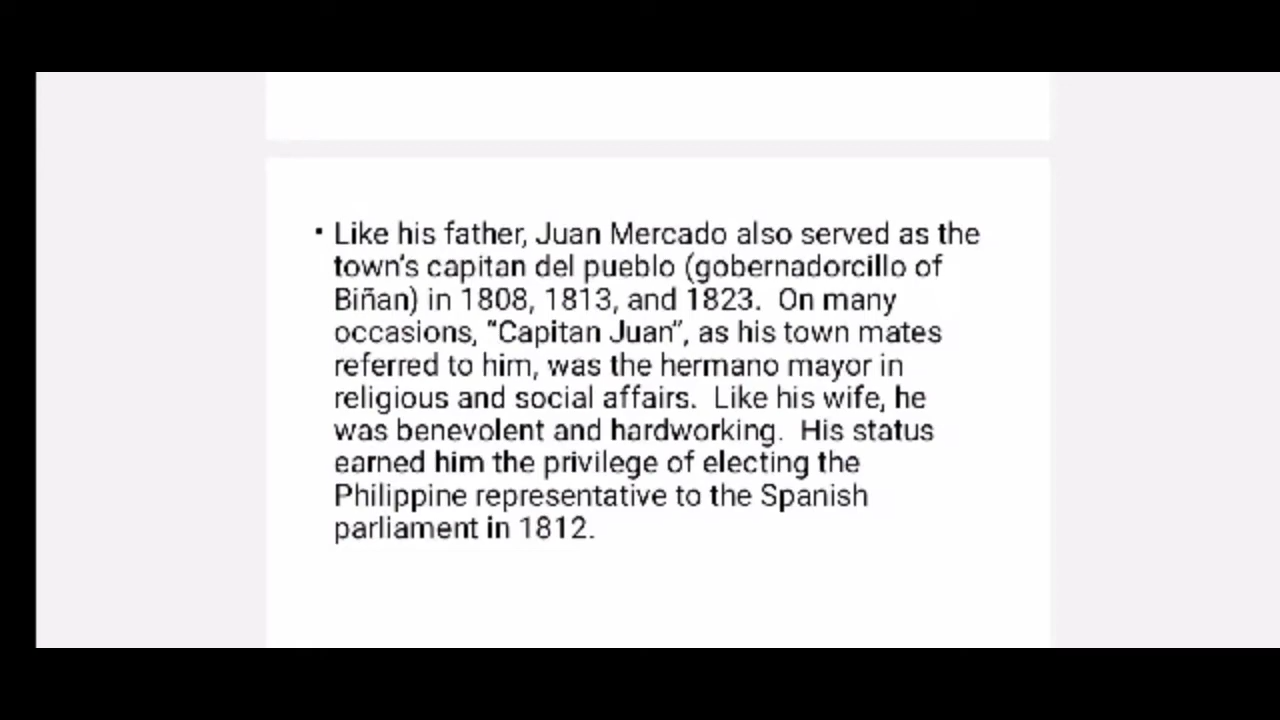 • Like his father, Juan Mercado also served as the
town's capitan del pueblo (gobernadorcillo of
Biñan) in 1808, 1813, and 1823.  On many
occasions, “Capitan Juan”, as his town mates
referred to him, was the hermano mayor in
religious and social affairs.  Like his wife, he
was benevolent and hardworking.  His status
earned him the privilege of electing the
Philippine representative to the Spanish
parliament in 1812.